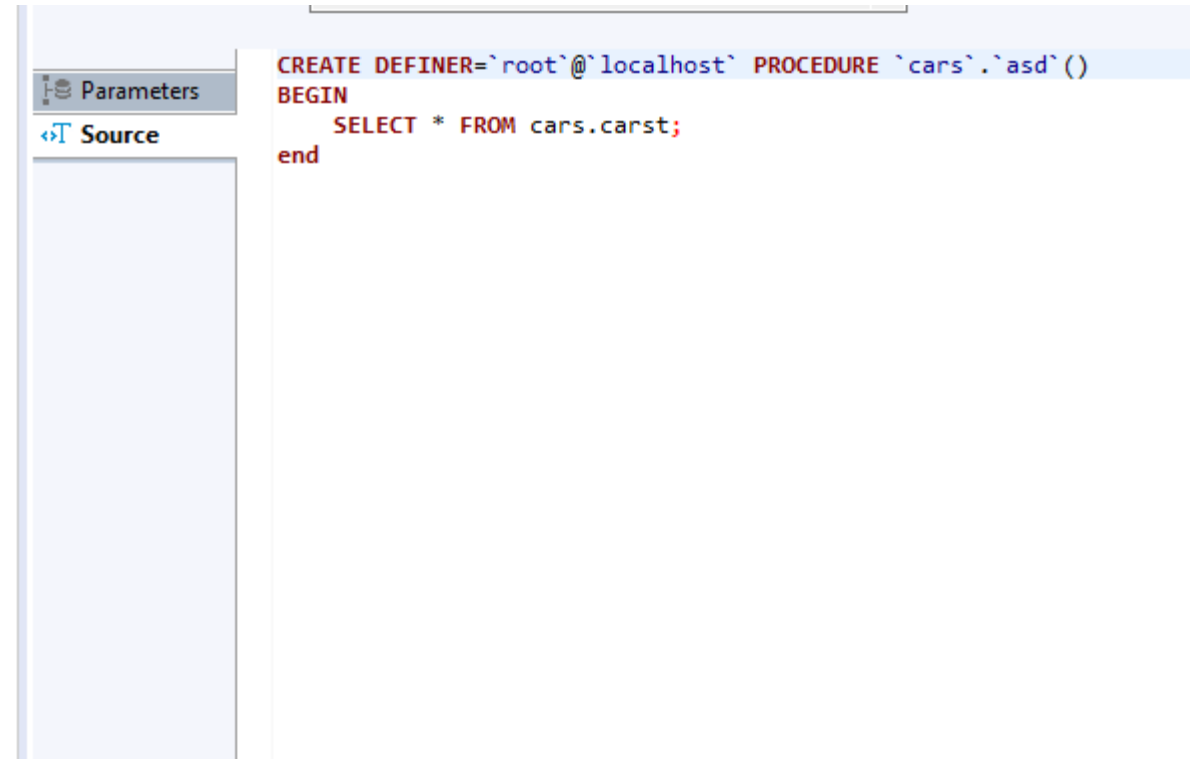 Parameters
Source
CREATE DEFINER=`root`@`localhost` PROCEDURE `cars`.`asd`()
BEGIN
    SELECT * FROM cars.carst;
end